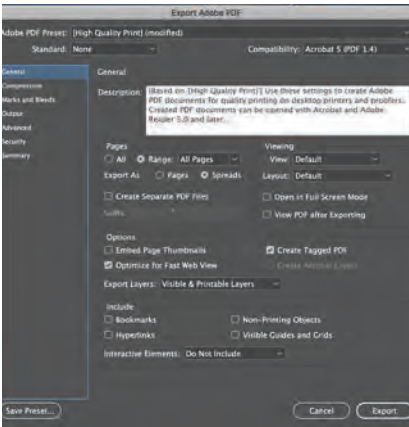 Export Adobe PDF
Adobe PDF Preset: [High Quality Print] (modified)
Standard: None Compatibility: Acrobat 5 (PDF 1.4)
General
Compression
Marks and Bleeds
Output
Advanced
Security
Summary
General
Description: [Based on '[High Quality Print]'] Use these settings to create Adobe
PDF documents for quality printing on desktop printers and proofers.
Created PDF documents can be opened with Acrobat and Adobe
Reader 5.0 and later.
Pages Viewing
All Range: All Pages View: Default
Export As: Pages Spreads Layout: Default
Create Separate PDF Files Open in Full Screen Mode
Suffix: View PDF after Exporting
Options
Embed Page Thumbnails Create Tagged PDF
Optimize for Fast Web View Create Acrobat Layers
Export Layers: Visible & Printable Layers
Include
Bookmarks Non-Printing Objects
Hyperlinks Visible Guides and Grids
Interactive Elements: Do Not Include
Save Preset... Cancel Export